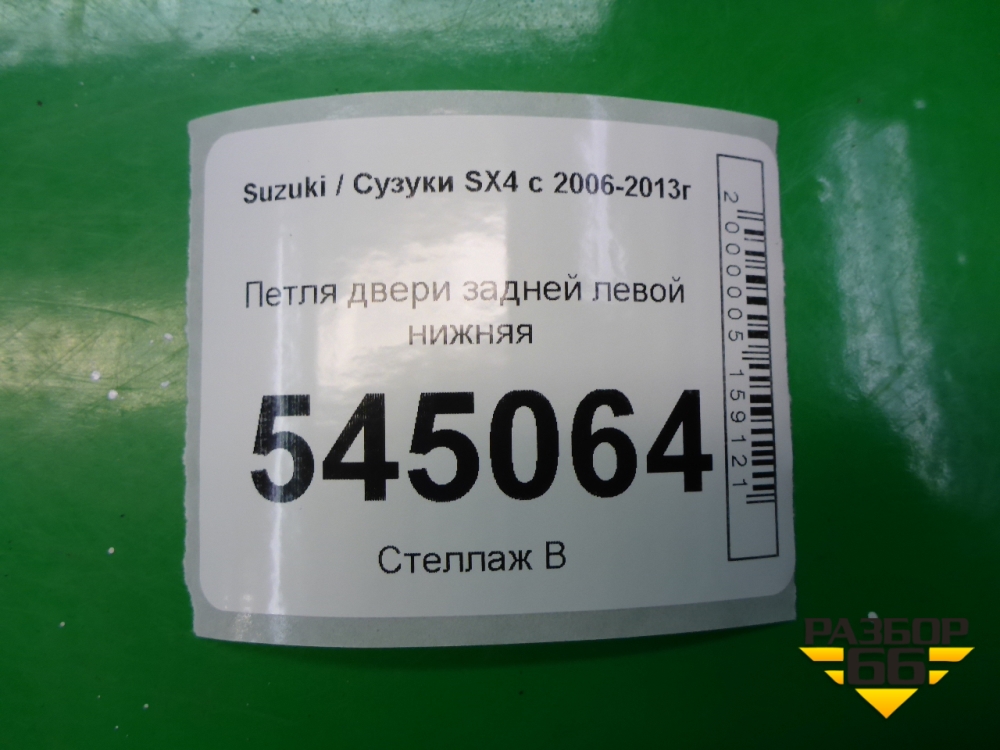 Suzuki / Сузуки SX4 с 2006-2013г
Петля двери задней левой
нижняя
545064
Стеллаж В
2000005159121
РАЗБОР
66